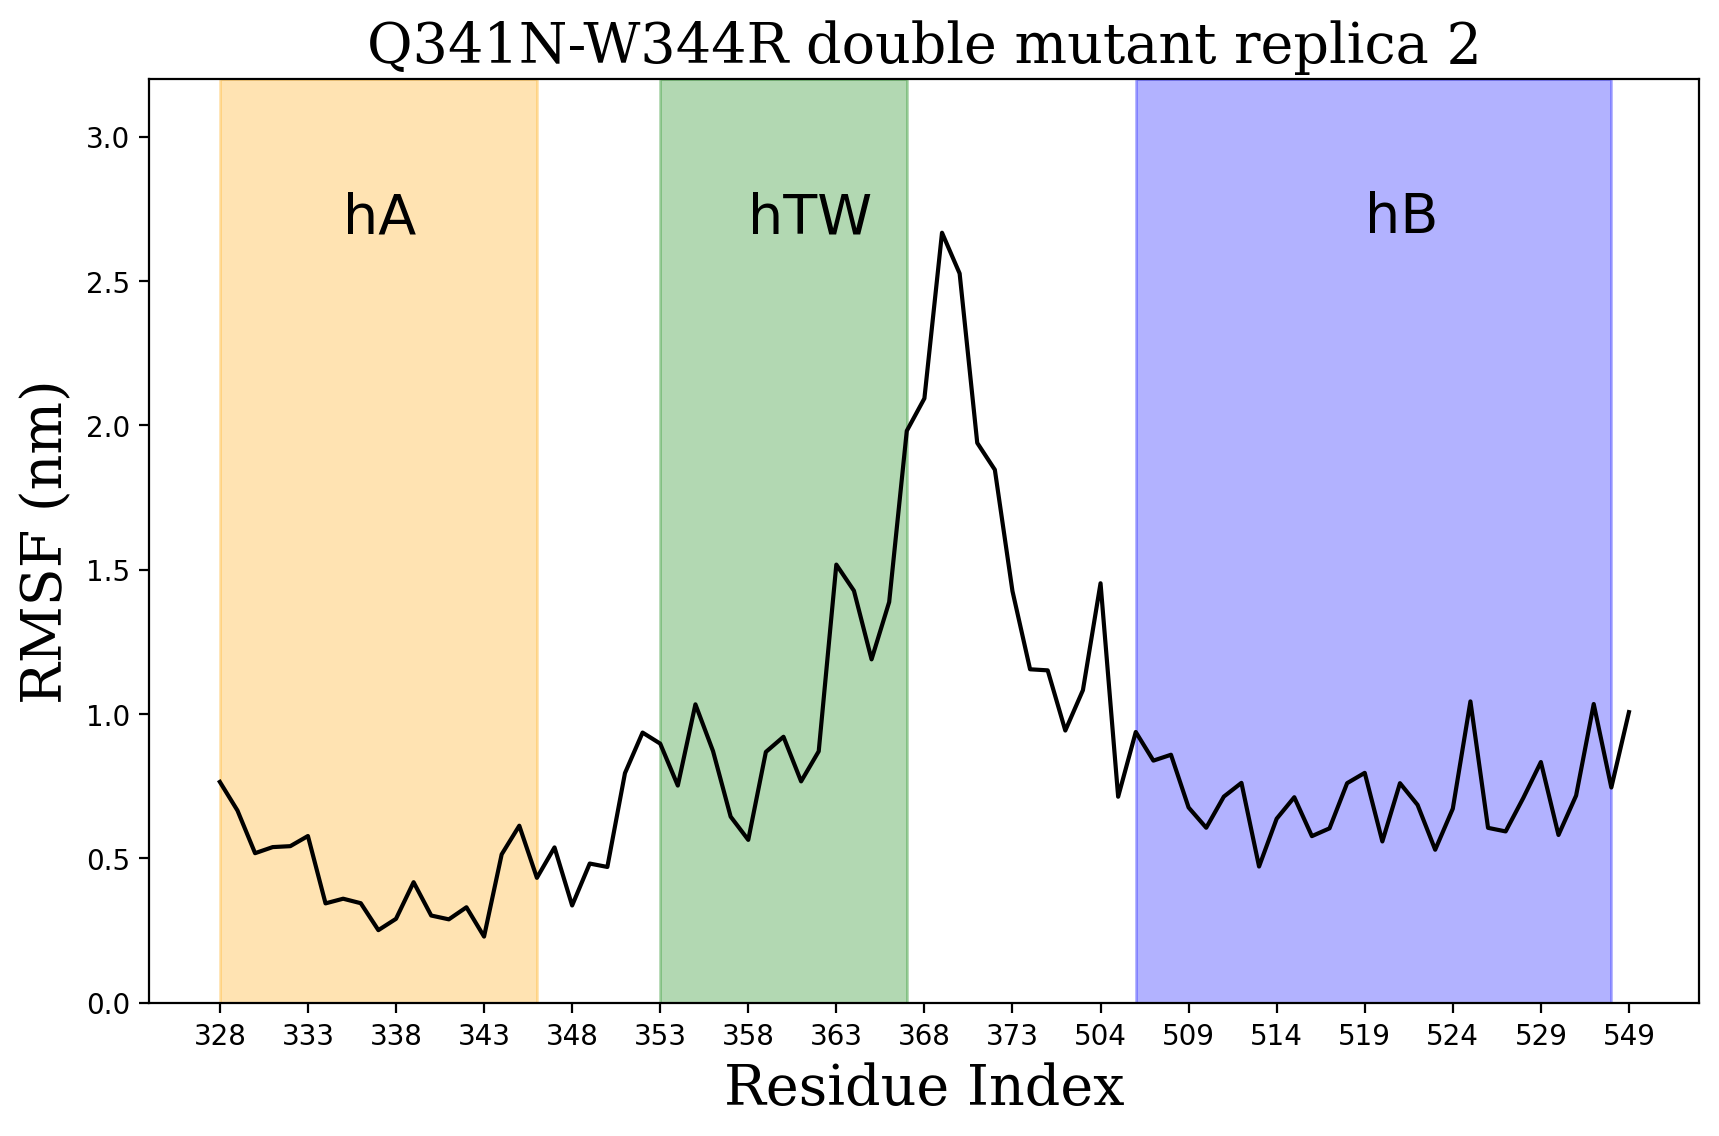 Q341N-W344R double mutant replica 2
hA hTW hB
3.0
2.5
2.0
1.5
1.0
0.5
0.0
RMSF (nm)
328 333 338 343 348 353 358 363 368 373 504 509 514 519 524 529 549
Residue Index